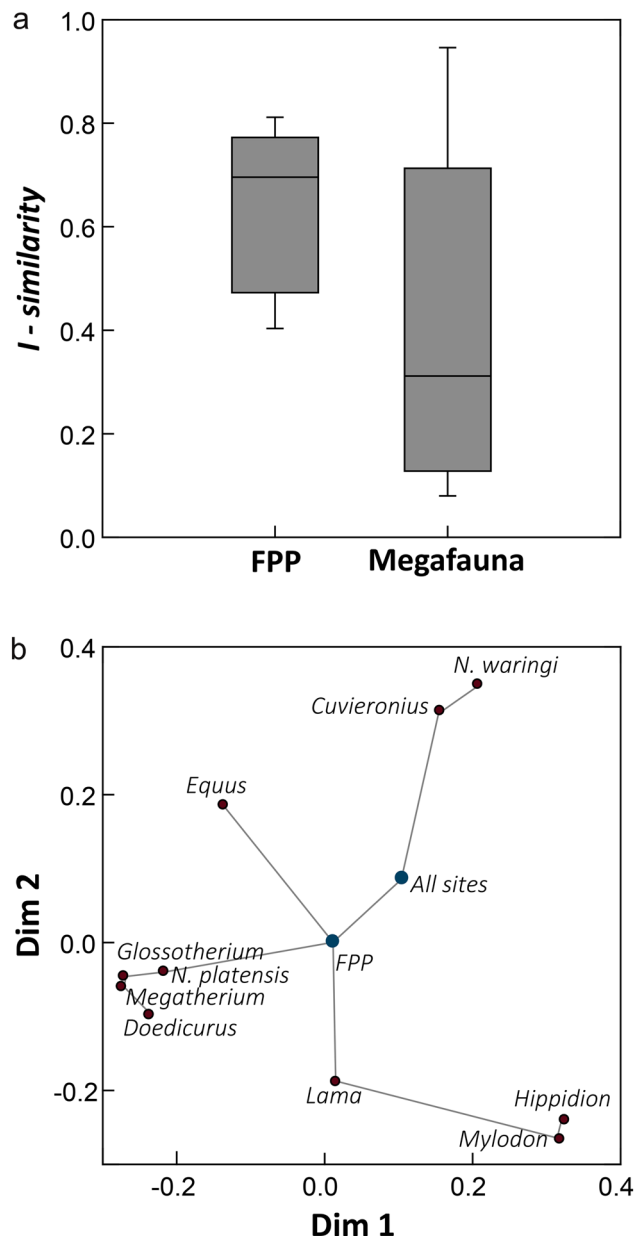 a
1.0
0.8
0.6
0.4
0.2
0.0
I - similarity
FPP
Megafauna
b
0.4
0.2
0.0
-0.2
Dim 2
N. waringi
Cuvieronius
Equus
All sites
FPP
Glossotherium
N. platensis
Megatherium
Doedicurus
Lama
Hippidion
Mylodon
-0.2
0.0
0.2
0.4
Dim 1